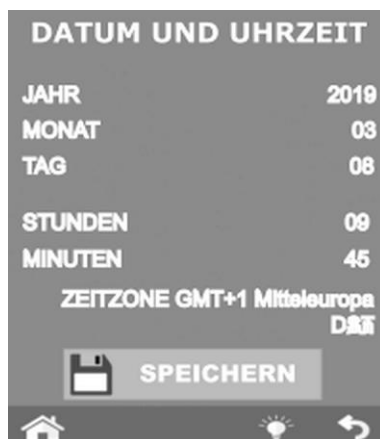 DATUM UND UHRZEIT
JAHR 2019
MONAT 03
TAG 08
STUNDEN 09
MINUTEN 45
ZEITZONE GMT+1 Mitteleuropa
SPEICHERN